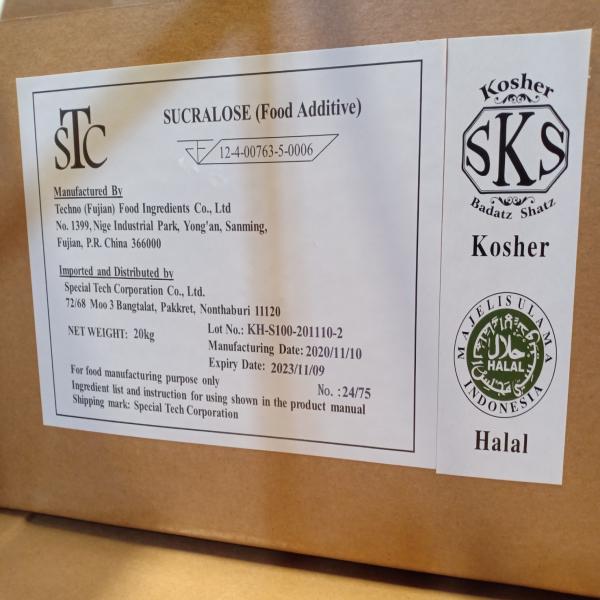 STC
SUCRALOSE (Food Additive)
12-4-00763-5-0006
Manufactured By
Techno (Fujian) Food Ingredients Co., Ltd
No. 1399, Nige Industrial Park, Yong'an, Sanming,
Fujian, P.R. China 366000
Imported and Distributed by
Special Tech Corporation Co., Ltd.
72/68 Moo 3 Bangtalat, Pakkret, Nonthaburi 11120
NET WEIGHT: 20kg
Lot No.: KH-S100-201110-2
Manufacturing Date: 2020/11/10
Expiry Date: 2023/11/09
For food manufacturing purpose only
No. :24/75
Ingredient list and instruction for using shown in the product manual
Shipping mark: Special Tech Corporation
Kosher
SKS
Badatz Shatz
Kosher
MAJELIS ULAMA
حلال
HALAL
INDONESIA
Halal